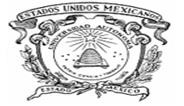 ESTADOS UNIDOS MEXICANOS
UNIVERSIDAD AUTONOMA
ESTADO MEXICO